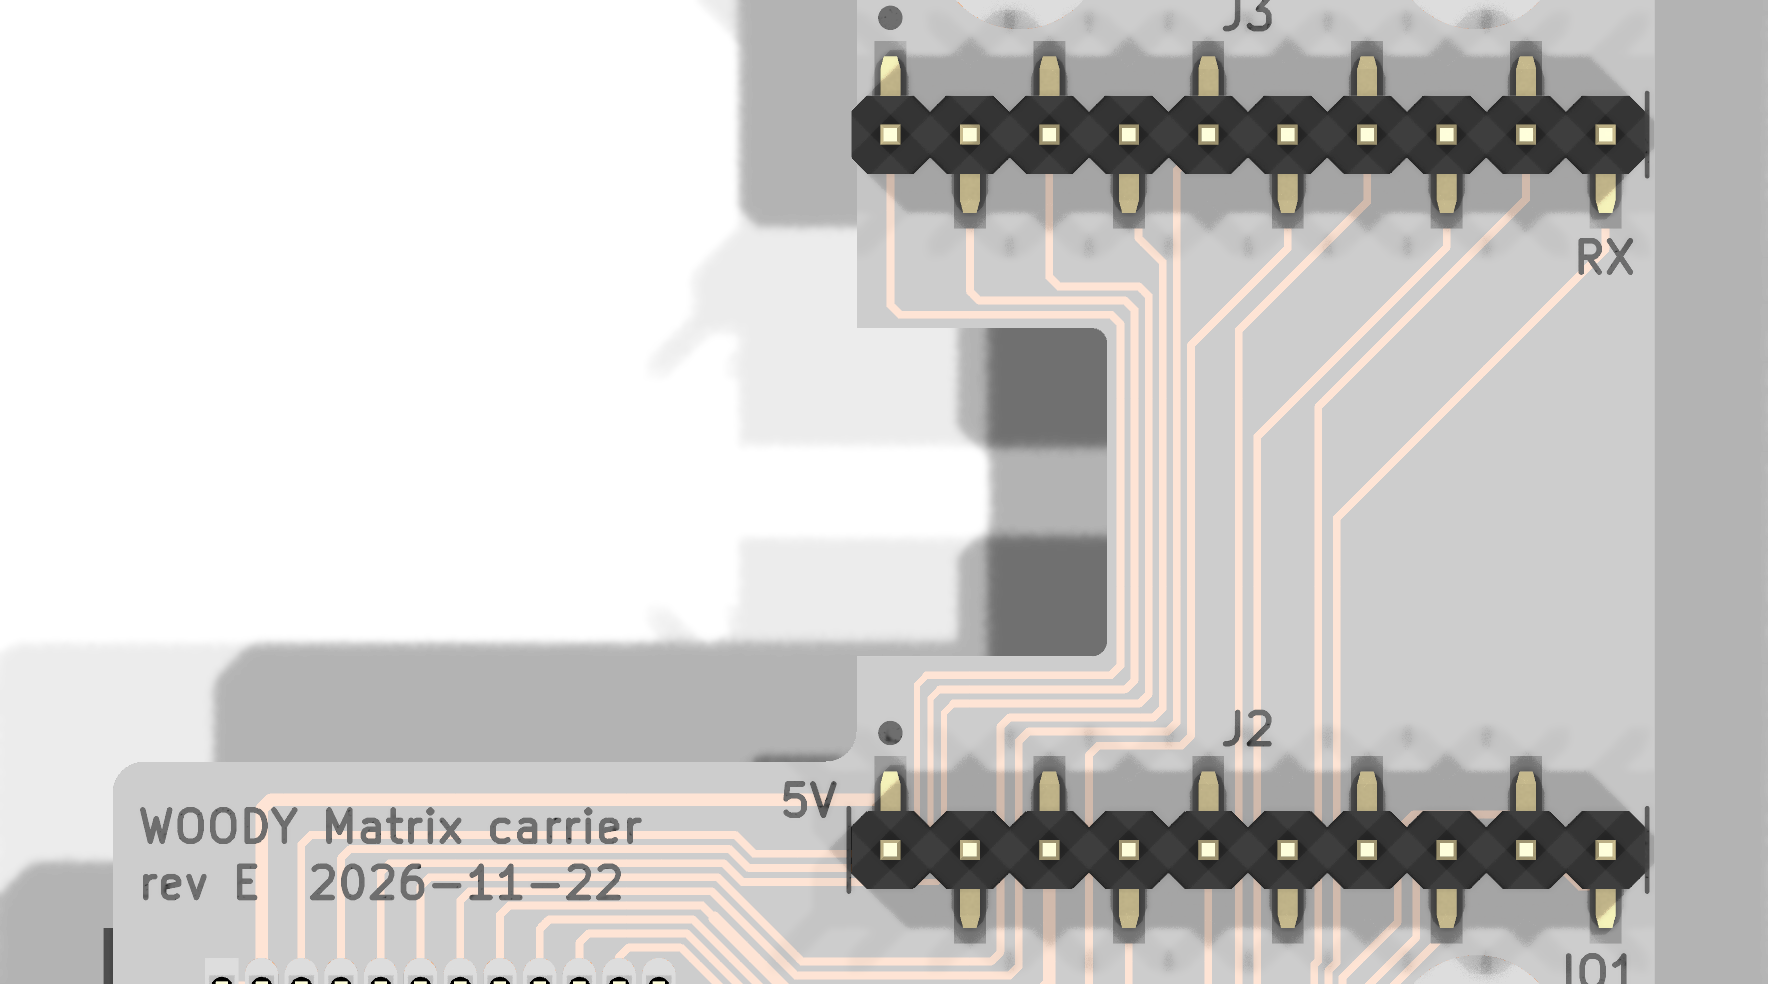 J3
RX
J2
5V
WOODY Matrix carrier
rev E 2026-11-22
IO1